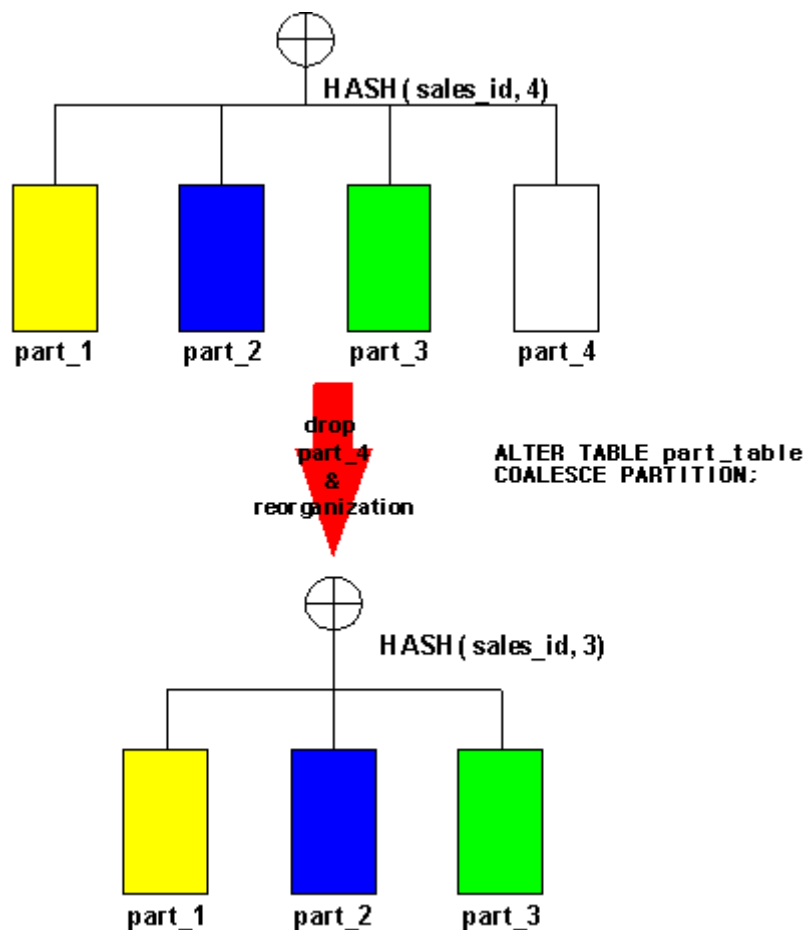 HASH(sales_id, 4)
part_1
part_2
part_3
part_4
drop
part_4
&
reorganization
ALTER TABLE part_table
COALESCE PARTITION;
HASH(sales_id, 3)
part_1
part_2
part_3